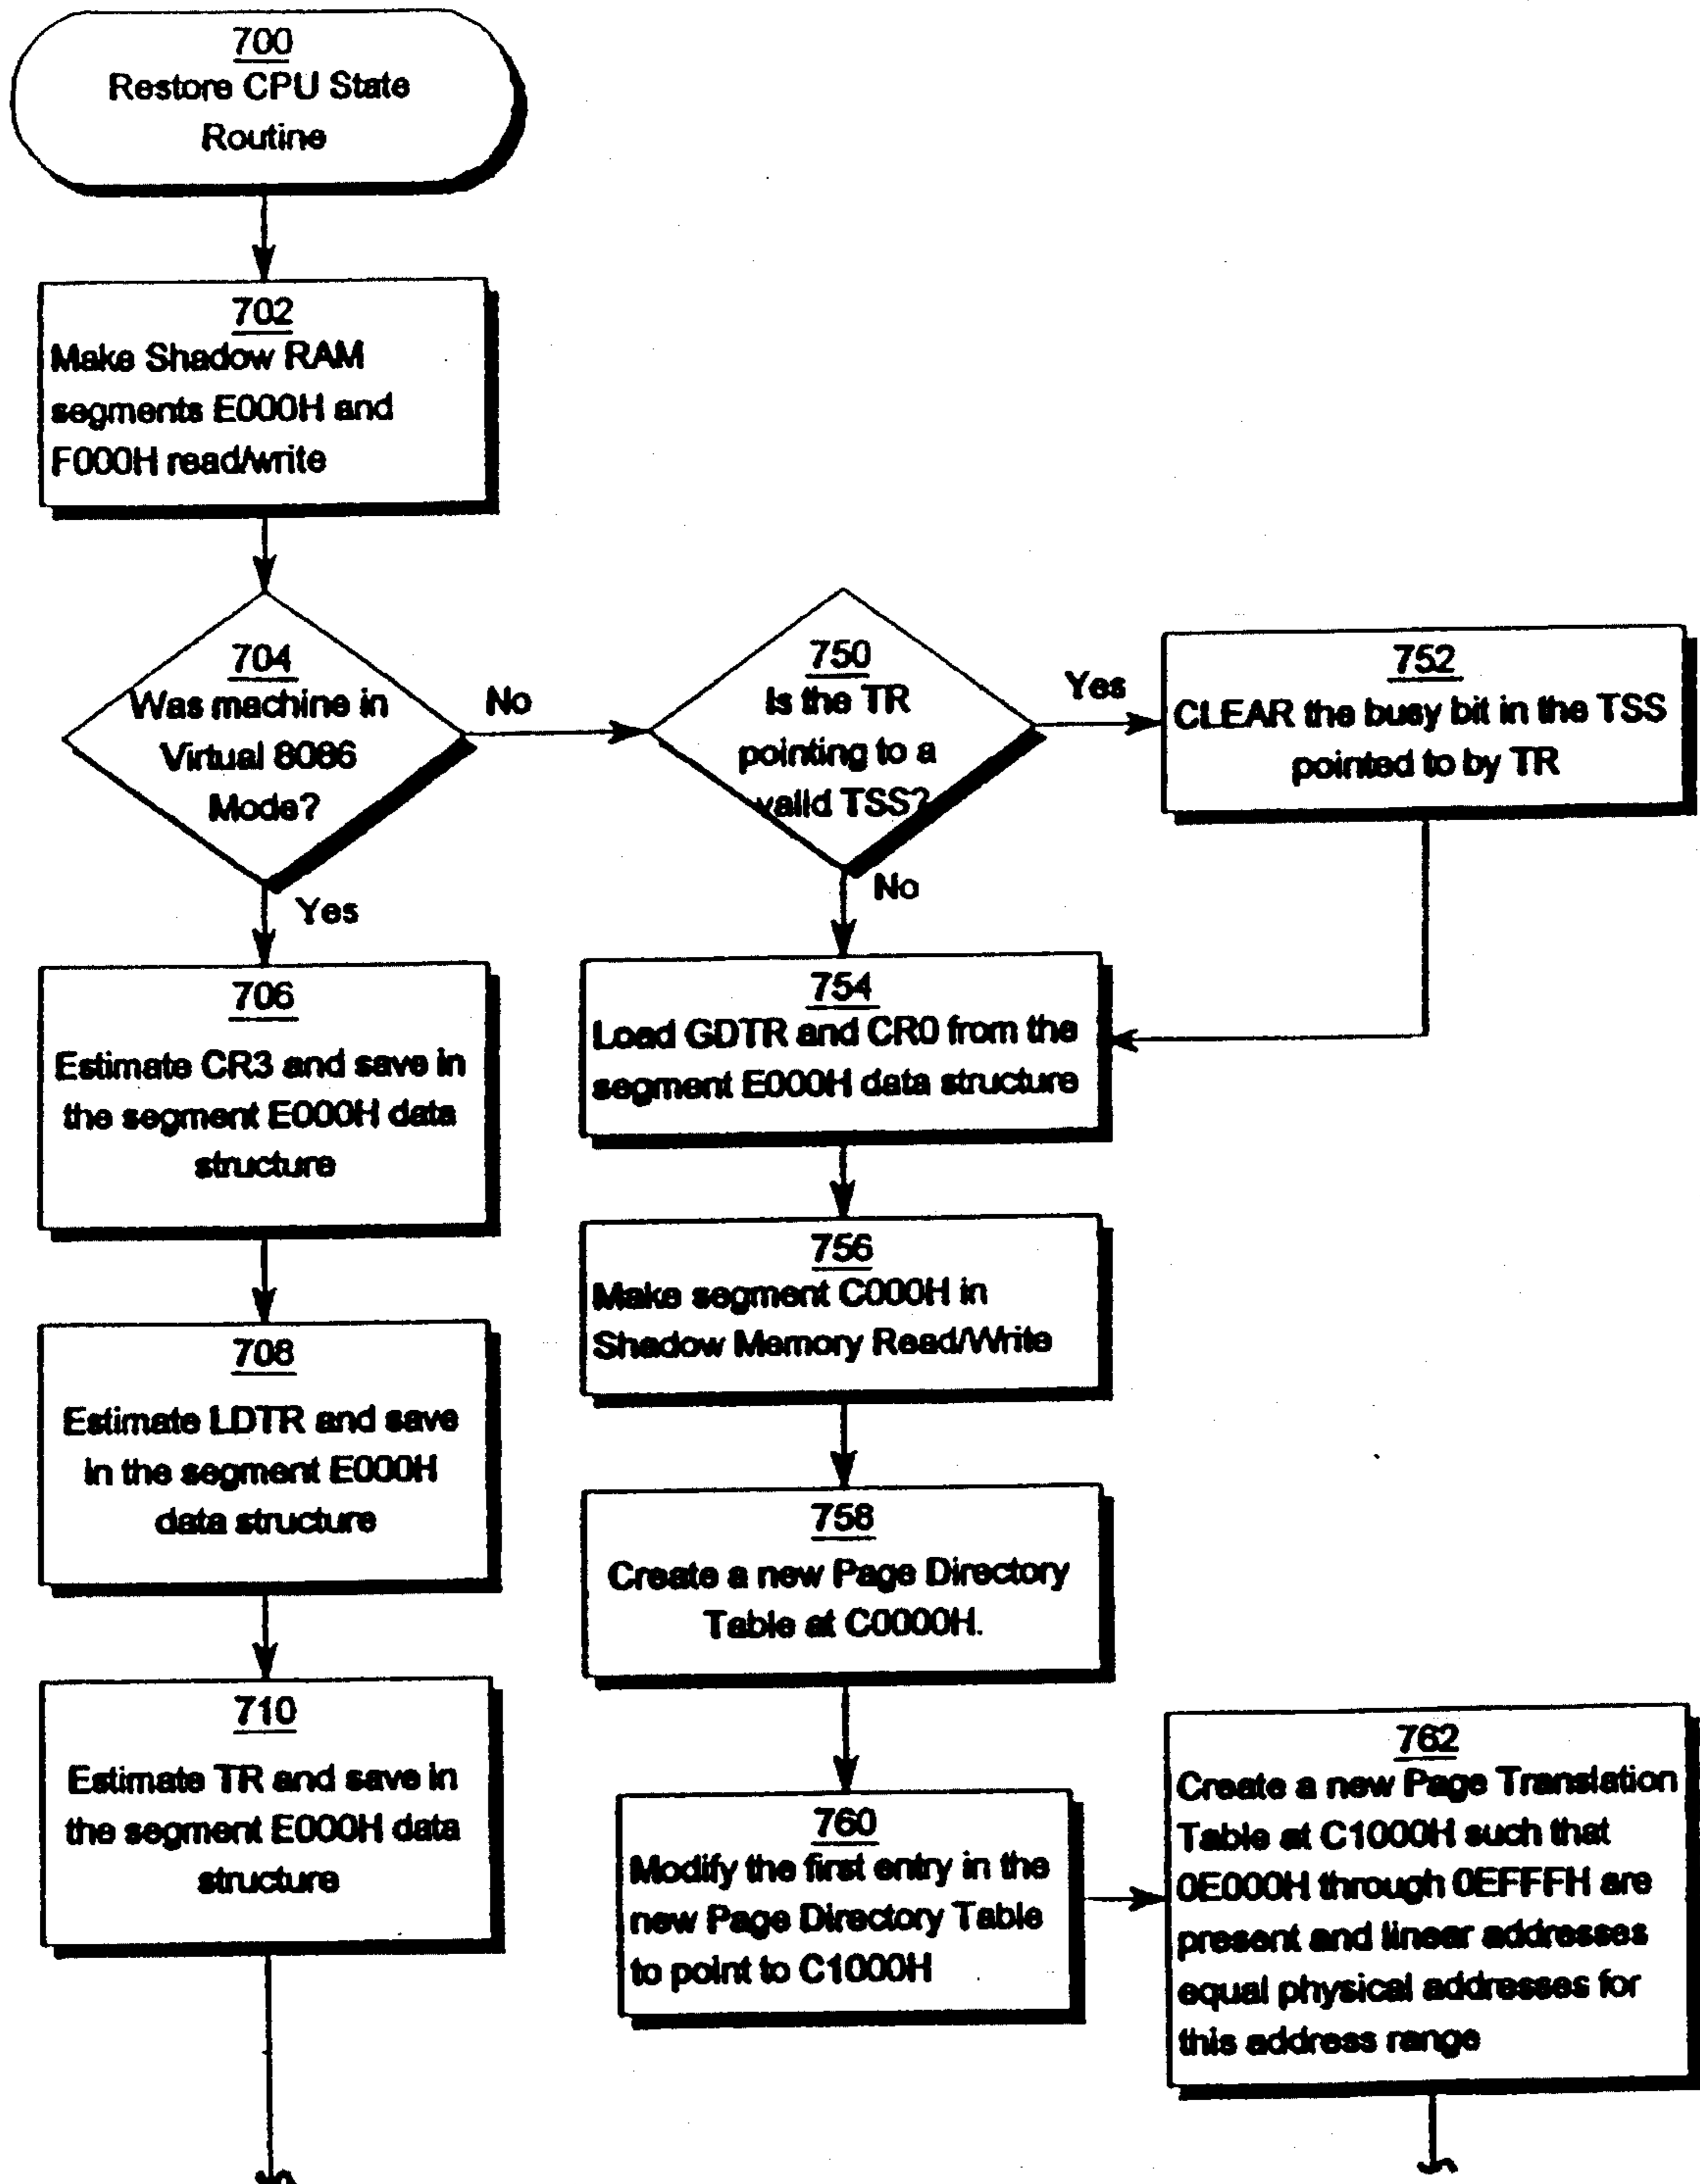 700
Restore CPU State
Routine
702
Make Shadow RAM
segments E000H and
F000H read/write
704
Was machine in
Virtual 8086
Mode?
No
Yes
750
Is the TR
pointing to a
valid TSS?
Yes
No
752
CLEAR the busy bit in the TSS
pointed to by TR
706
Estimate CR3 and save in
the segment E000H data
structure
754
Load GDTR and CR0 from the
segment E000H data structure
756
Make segment C000H in
Shadow Memory Read/Write
708
Estimate LDTR and save
in the segment E000H
data structure
758
Create a new Page Directory
Table at C0000H.
710
Estimate TR and save in
the segment E000H data
structure
760
Modify the first entry in the
new Page Directory Table
to point to C1000H
762
Create a new Page Translation
Table at C1000H such that
0E000H through 0EFFFH are
present and linear addresses
equal physical addresses for
this address range